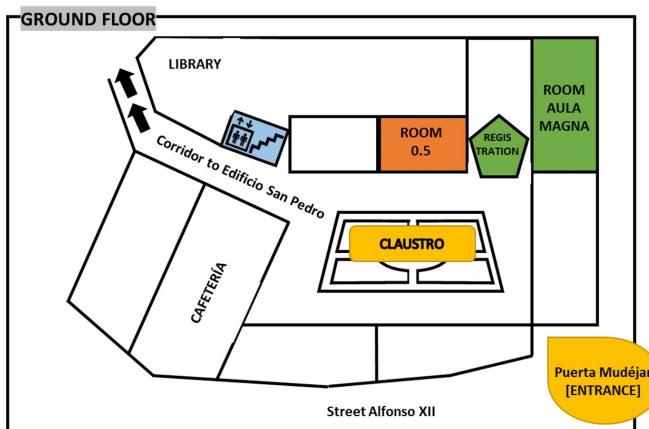 GROUND FLOOR
LIBRARY
ROOM
AULA
MAGNA
REGIS
TRATION
ROOM
0.5
Corridor to Edificio San Pedro
CLAUSTRO
CAFETERÍA
Puerta Mudéjar
[ENTRANCE]
Street Alfonso XII